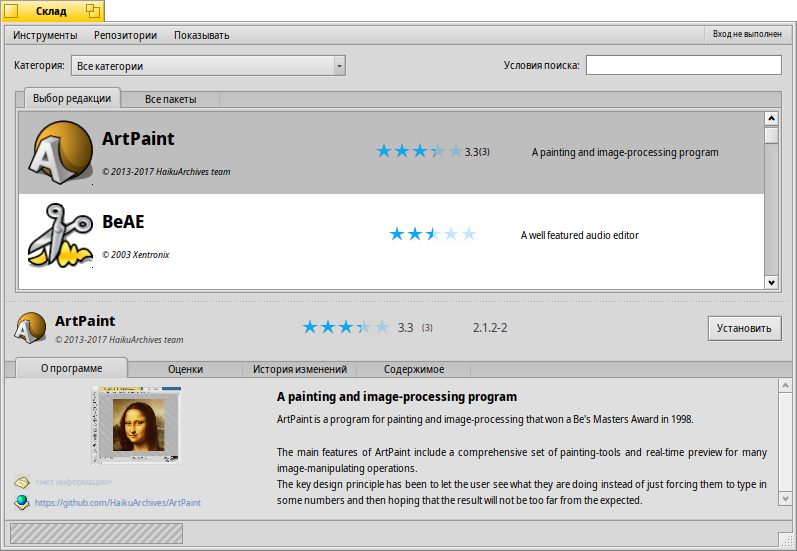 Склад
Инструменты Репозитории Показывать Вход не выполнен
Категория: Все категории Условия поиска:
Выбор редакции Все пакеты
ArtPaint
3.3(3) A painting and image-processing program
© 2013-2017 HaikuArchives team
BeAE
A well featured audio editor
© 2003 Xentronix
ArtPaint
3.3 (3) 2.1.2-2 Установить
© 2013-2017 HaikuArchives team
О программе Оценки История изменений Содержимое
A painting and image-processing program
ArtPaint is a program for painting and image-processing that won a Be's Masters Award in 1998.
The main features of ArtPaint include a comprehensive set of painting-tools and real-time preview for many
image-manipulating operations.
The key design principle has been to let the user see what they are doing instead of just forcing them to type in
some numbers and then hoping that the result will not be too far from the expected.
<нет информации>
https://github.com/HaikuArchives/ArtPaint